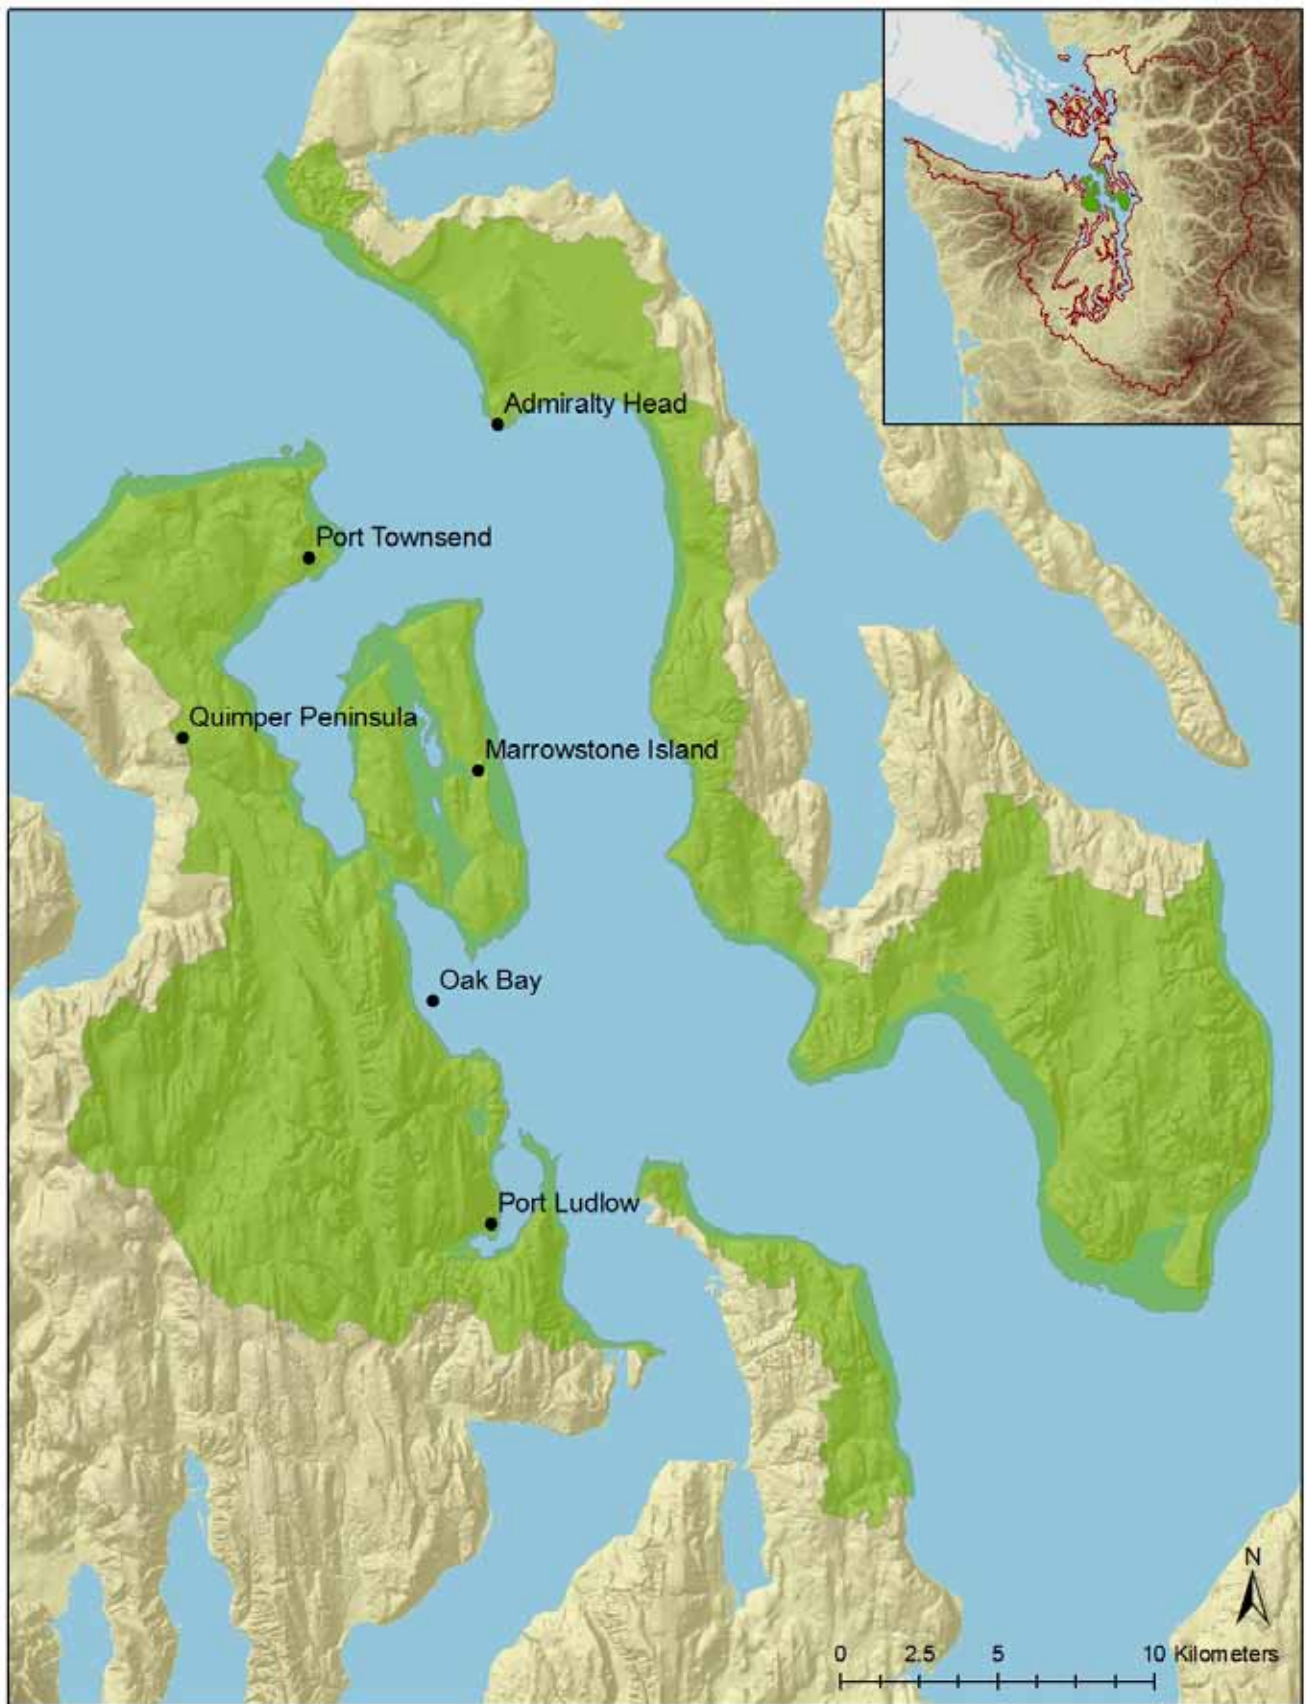 Admiralty Head
Port Townsend
Quimper Peninsula
Marrowstone Island
Oak Bay
Port Ludlow
N
0 2.5 5 10 Kilometers